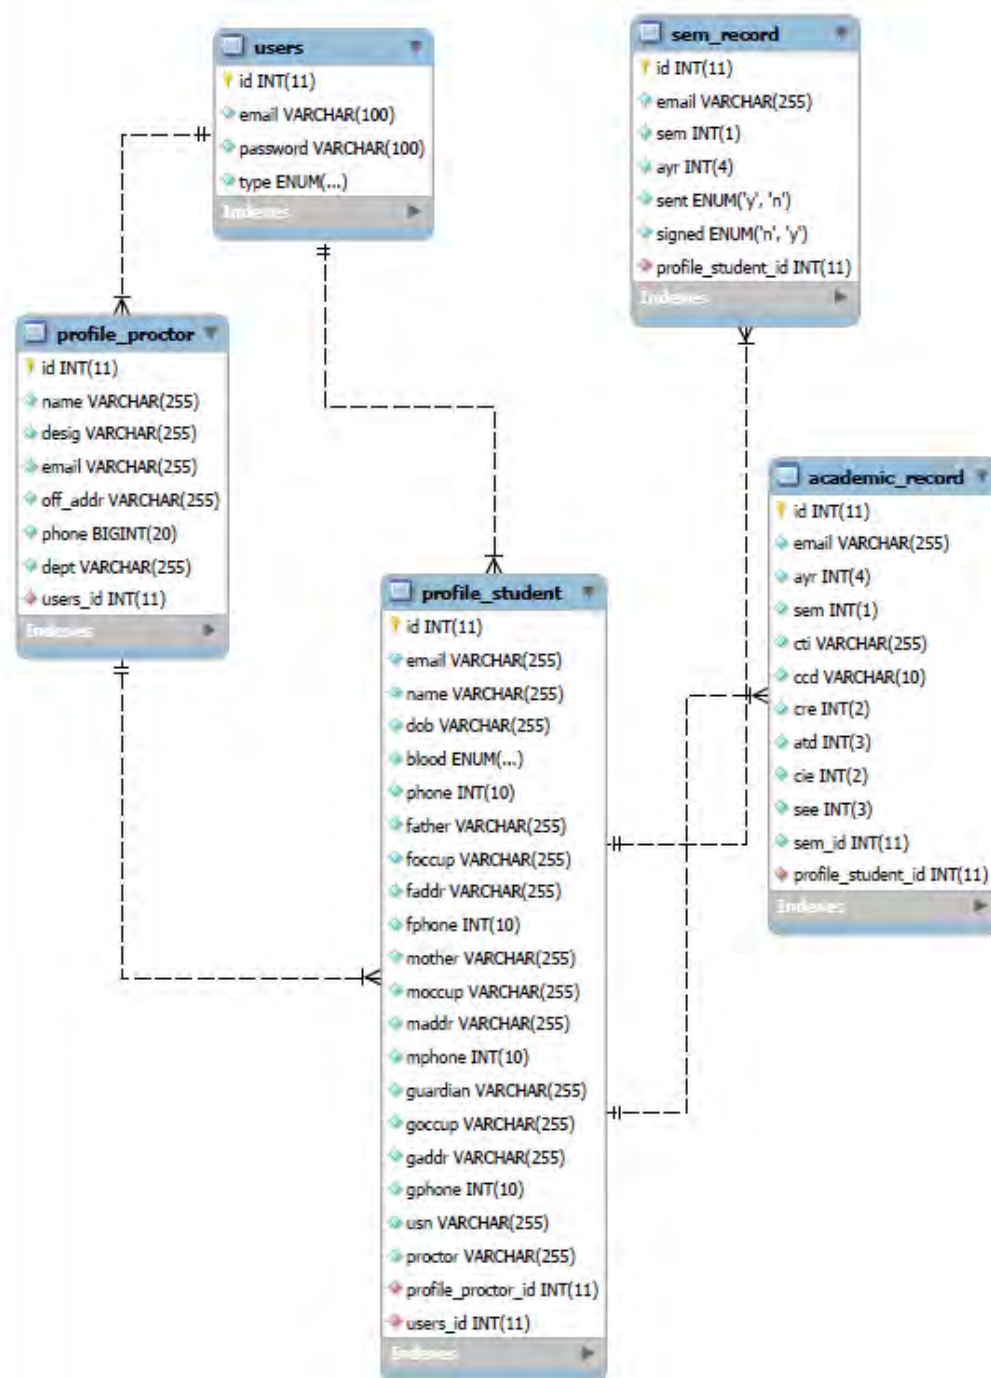 users
id INT(11)
email VARCHAR(100)
password VARCHAR(100)
type ENUM(...)
Indexes
sem_record
id INT(11)
email VARCHAR(255)
sem INT(1)
ayr INT(4)
sent ENUM('y', 'n')
signed ENUM('n', 'y')
profile_student_id INT(11)
Indexes
profile_proctor
id INT(11)
name VARCHAR(255)
desig VARCHAR(255)
email VARCHAR(255)
off_addr VARCHAR(255)
phone BIGINT(20)
dept VARCHAR(255)
users_id INT(11)
Indexes
academic_record
id INT(11)
email VARCHAR(255)
ayr INT(4)
sem INT(1)
cti VARCHAR(255)
ccd VARCHAR(10)
cre INT(2)
atd INT(3)
cie INT(2)
see INT(3)
sem_id INT(11)
profile_student_id INT(11)
Indexes
profile_student
id INT(11)
email VARCHAR(255)
name VARCHAR(255)
dob VARCHAR(255)
blood ENUM(...)
phone INT(10)
father VARCHAR(255)
foccup VARCHAR(255)
faddr VARCHAR(255)
fphone INT(10)
mother VARCHAR(255)
moccup VARCHAR(255)
maddr VARCHAR(255)
mphone INT(10)
guardian VARCHAR(255)
goccup VARCHAR(255)
gaddr VARCHAR(255)
gphone INT(10)
usn VARCHAR(255)
proctor VARCHAR(255)
profile_proctor_id INT(11)
users_id INT(11)
Indexes